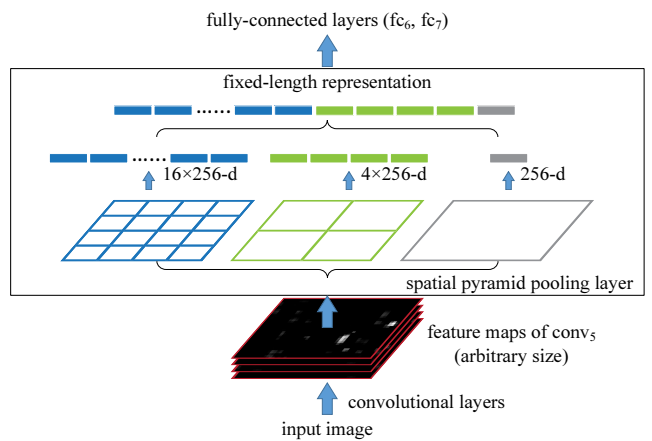 fully-connected layers (fc₆, fc₇)
fixed-length representation
......
......
16×256-d
4×256-d
256-d
spatial pyramid pooling layer
feature maps of conv₅
(arbitrary size)
convolutional layers
input image